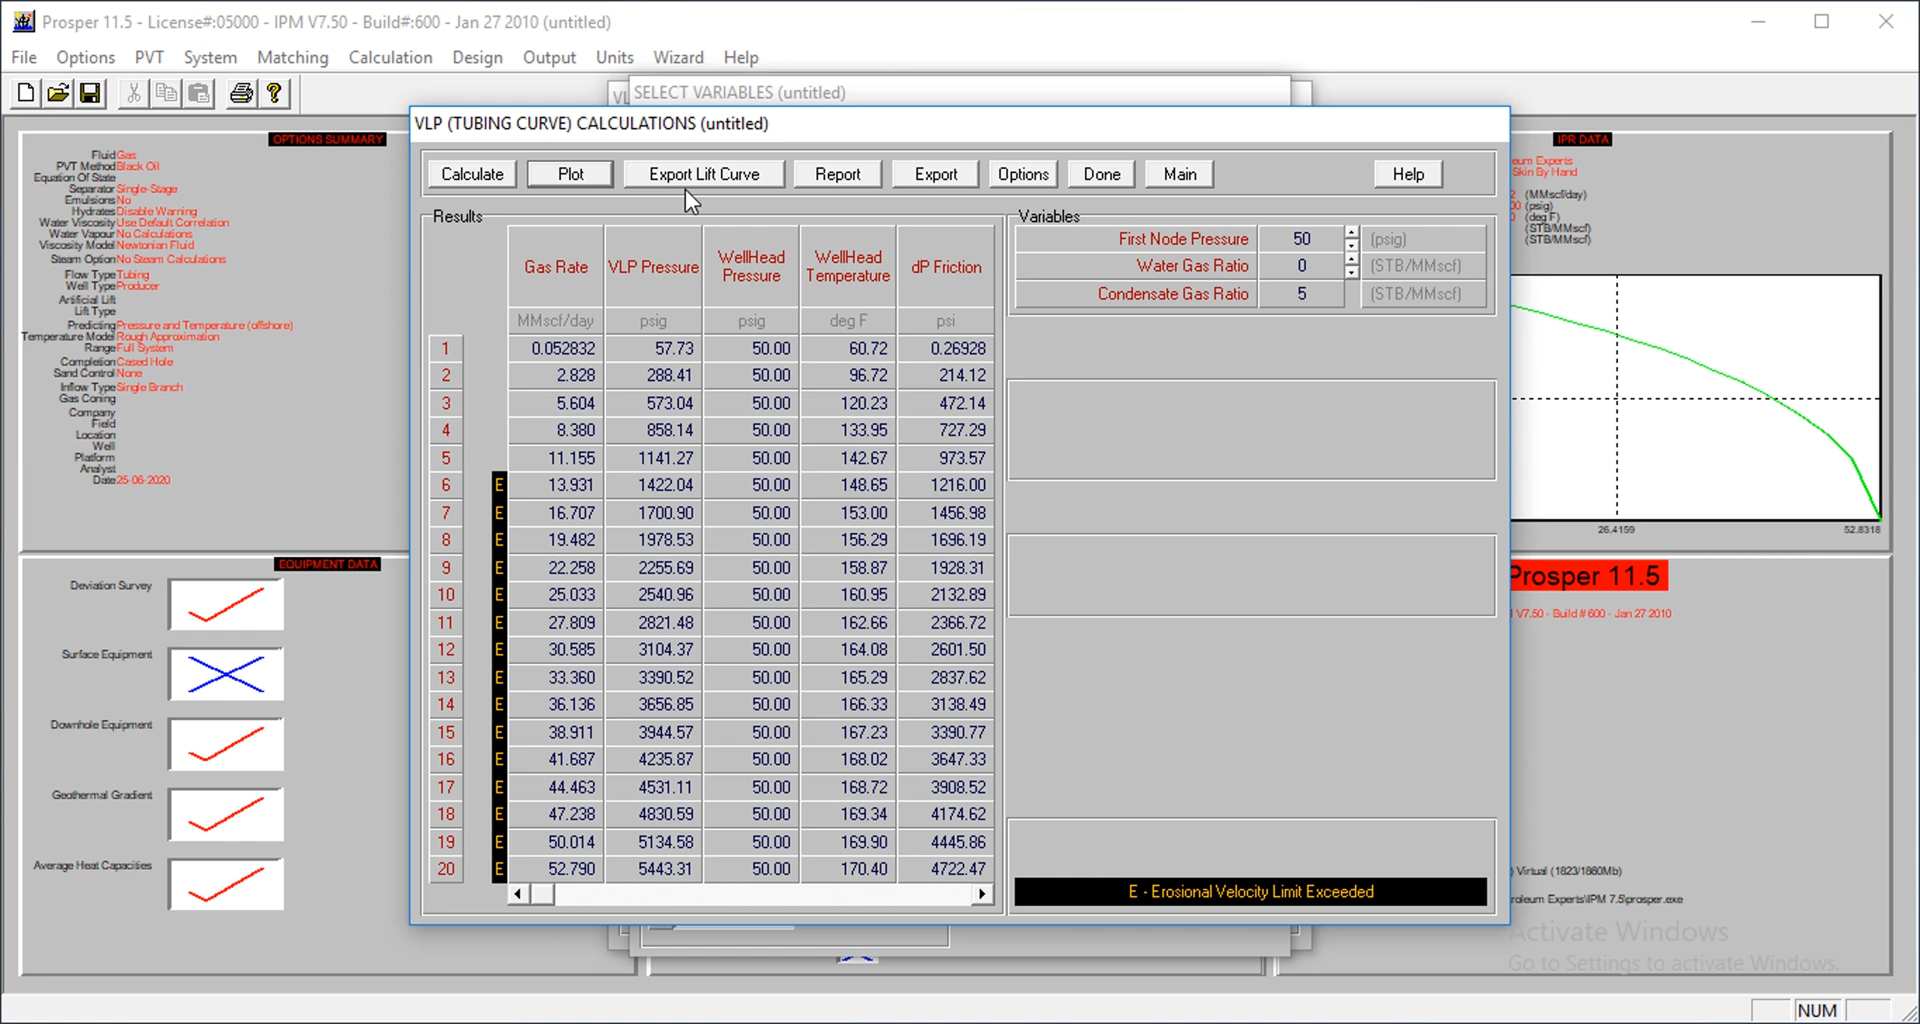 Prosper 11.5 - License#:05000 - IPM V7.50 - Build#:600 - Jan 27 2010 (untitled)
File Options PVT System Matching Calculation Design Output Units Wizard Help
VL SELECT VARIABLES (untitled)
VLP (TUBING CURVE) CALCULATIONS (untitled)
Calculate Plot Export Lift Curve Report Export Options Done Main Help
OPTIONS SUMMARY
Fluid Gas
PVT Method Black Oil
Equation Of State
Separator Single-Stage
Emulsions No
Hydrates Disable Warning
Water Viscosity Use Default Correlation
Water Vapour No Calculations
Viscosity Model Newtonian Fluid
Steam Option No Steam Calculations
Flow Type Tubing
Well Type Producer
Artificial Lift
Lift Type
Predicting Pressure and Temperature (offshore)
Temperature Model Rough Approximation
Range Full System
Completion Cased Hole
Sand Control None
Inflow Type Single Branch
Gas Coning
Company
Field
Location
Well
Platform
Analyst
Date 25-06-2020
EQUIPMENT DATA
Deviation Survey
Surface Equipment
Downhole Equipment
Geothermal Gradient
Average Heat Capacities
Results
Gas Rate VLP Pressure WellHead Pressure WellHead Temperature dP Friction
MMscf/day psig psig deg F psi
1 0.052832 57.73 50.00 60.72 0.26928
2 2.828 288.41 50.00 96.72 214.12
3 5.604 573.04 50.00 120.23 472.14
4 8.380 858.14 50.00 133.95 727.29
5 11.155 1141.27 50.00 142.67 973.57
6 E 13.931 1422.04 50.00 148.65 1216.00
7 E 16.707 1700.90 50.00 153.00 1456.98
8 E 19.482 1978.53 50.00 156.29 1696.19
9 E 22.258 2255.69 50.00 158.87 1928.31
10 E 25.033 2540.96 50.00 160.95 2132.89
11 E 27.809 2821.48 50.00 162.66 2366.72
12 E 30.585 3104.37 50.00 164.08 2601.50
13 E 33.360 3390.52 50.00 165.29 2837.62
14 E 36.136 3656.85 50.00 166.33 3138.49
15 E 38.911 3944.57 50.00 167.23 3390.77
16 E 41.687 4235.87 50.00 168.02 3647.33
17 E 44.463 4531.11 50.00 168.72 3908.52
18 E 47.238 4830.59 50.00 169.34 4174.62
19 E 50.014 5134.58 50.00 169.90 4445.86
20 E 52.790 5443.31 50.00 170.40 4722.47
Variables
First Node Pressure 50 (psig)
Water Gas Ratio 0 (STB/MMscf)
Condensate Gas Ratio 5 (STB/MMscf)
E - Erosional Velocity Limit Exceeded
IPR DATA
eum Experts
Skin By Hand
(MMscf/day)
(psig)
(deg F)
(STB/MMscf)
(STB/MMscf)
26.4159 52.8318
Prosper 11.5
V7.50 - Build # 600 - Jan 27 2010
) Virtual (1823/1860Mb)
roleum Experts\IPM 7.5\prosper.exe
Activate Windows
Go to Settings to activate Windows.
NUM